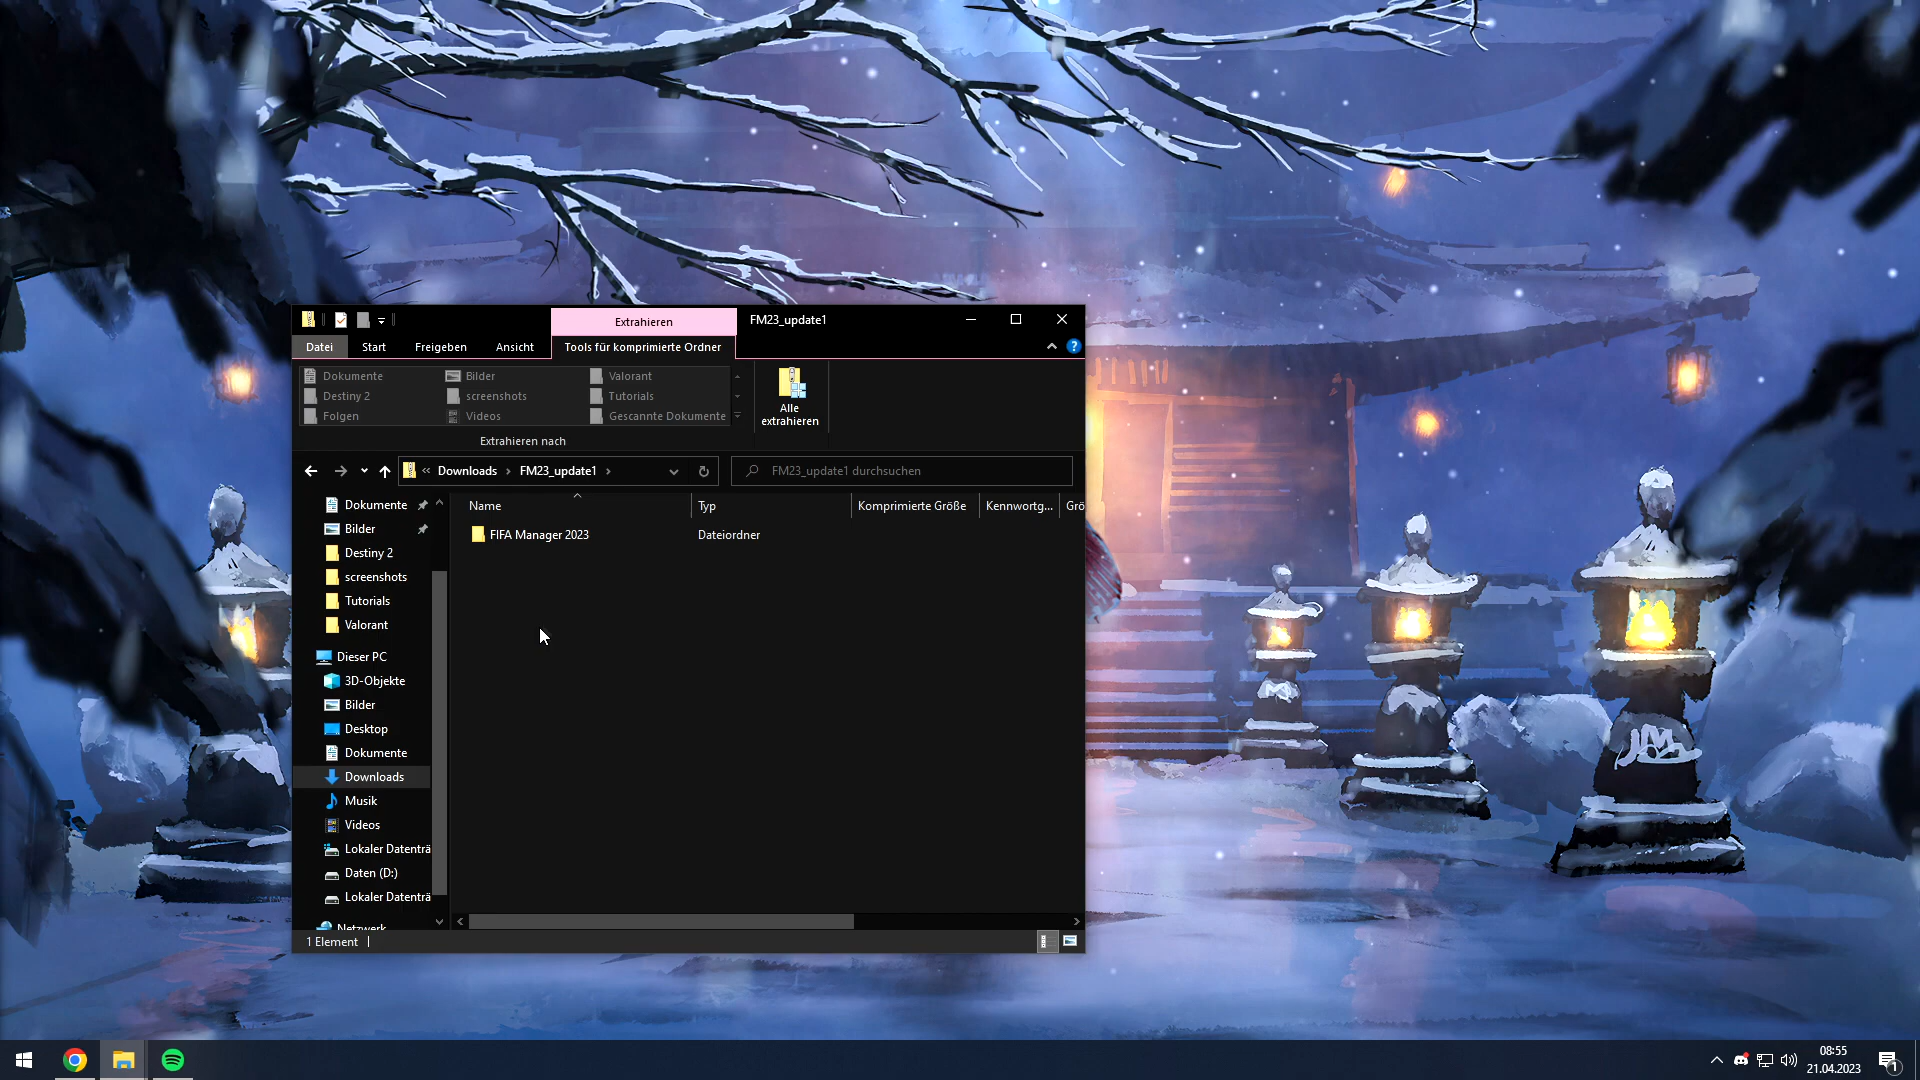 Extrahieren
FM23_update1
Datei
Start
Freigeben
Ansicht
Tools für komprimierte Ordner
Dokumente
Bilder
Valorant
Destiny 2
screenshots
Tutorials
Folgen
Videos
Gescannte Dokumente
Alle
extrahieren
Extrahieren nach
« Downloads > FM23_update1 >
FM23_update1 durchsuchen
Name
Typ
Komprimierte Größe
Kennwortg...
Grö
FIFA Manager 2023
Dateiordner
Dokumente
Bilder
Destiny 2
screenshots
Tutorials
Valorant
Dieser PC
3D-Objekte
Bilder
Desktop
Dokumente
Downloads
Musik
Videos
Lokaler Datenträ
Daten (D:)
Lokaler Datenträ
Netzwerk
1 Element
08:55
21.04.2023
1